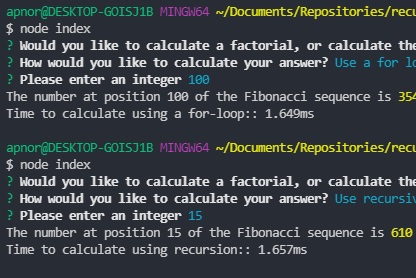 apnor@DESKTOP-GOISJ1B MINGW64 ~/Documents/Repositories/recu
$ node index
? Would you like to calculate a factorial, or calculate the
? How would you like to calculate your answer? Use a for lo
? Please enter an integer 100
The number at position 100 of the Fibonacci sequence is 354
Time to calculate using a for-loop:: 1.649ms
apnor@DESKTOP-GOISJ1B MINGW64 ~/Documents/Repositories/recu
$ node index
? Would you like to calculate a factorial, or calculate the
? How would you like to calculate your answer? Use recursiv
? Please enter an integer 15
The number at position 15 of the Fibonacci sequence is 610
Time to calculate using recursion:: 1.657ms